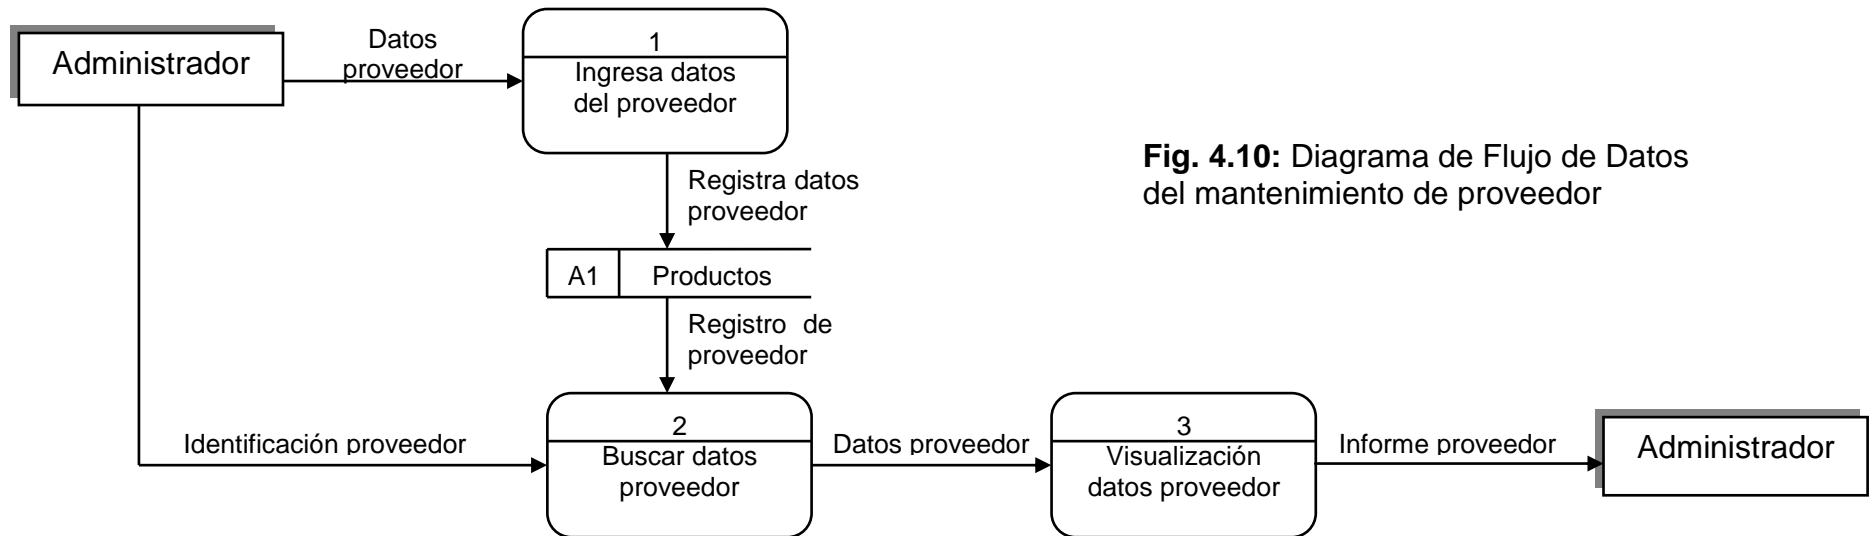 Administrador
Datos
proveedor
1
Ingresa datos
del proveedor
Fig. 4.10: Diagrama de Flujo de Datos
del mantenimiento de proveedor
Registra datos
proveedor
A1 Productos
Registro de
proveedor
Identificación proveedor
2
Buscar datos
proveedor
Datos proveedor
3
Visualización
datos proveedor
Informe proveedor
Administrador